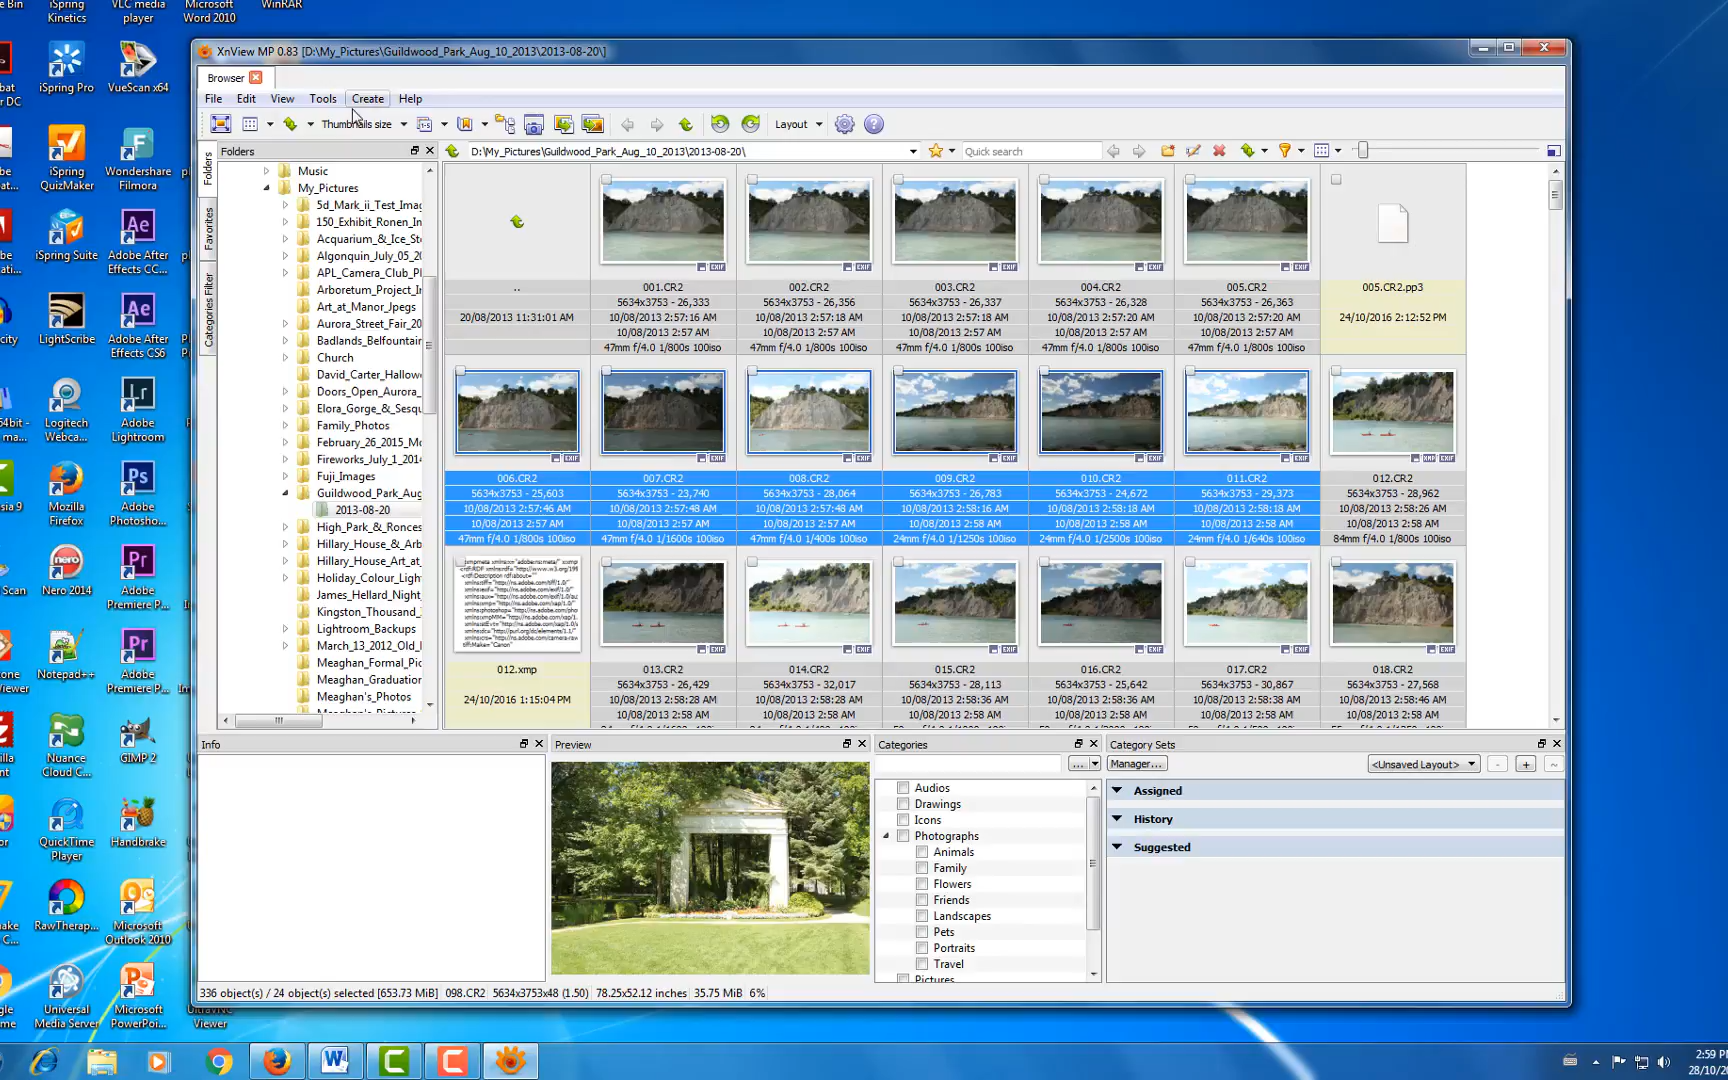 Bin
iSpring Kinetics
VLC media player
Microsoft Word 2010
WinRAR
DC
iSpring Pro
VueScan x64
iSpring QuizMaker
Wondershare Filmora
iSpring Suite
Adobe After Effects CC...
LightScribe
Adobe After Effects CS6
64bit - ma...
Logitech Webca...
Adobe Lightroom
Mozilla Firefox
Adobe Photosho...
Scan
Nero 2014
Adobe Premiere P...
Notepad++
Adobe Premiere P...
Nuance Cloud C...
GIMP 2
QuickTime Player
Handbrake
RawTherap...
Microsoft Outlook 2010
Universal Media Server
Microsoft PowerPoi...
UltraVNC Viewer
XnView MP 0.83 [D:\My_Pictures\Guildwood_Park_Aug_10_2013\2013-08-20\]
Browser
File Edit View Tools Create Help
Thumbnails size
Layout
Folders
D:\My_Pictures\Guildwood_Park_Aug_10_2013\2013-08-20\
Quick search
Folders
Favorites
Categories Filter
Music
My_Pictures
5d_Mark_ii_Test_Imag
150_Exhibit_Ronen_In
Acquarium_&_Ice_Sto
Algonquin_July_05_20
APL_Camera_Club_Pi
Arboretum_Project_In
Art_at_Manor_Jpegs
Aurora_Street_Fair_20
Badlands_Belfountain
Church
David_Carter_Hallow
Doors_Open_Aurora_
Elora_Gorge_&_Sesqu
Family_Photos
February_26_2015_Mo
Fireworks_July_1_2014
Fuji_Images
Guildwood_Park_Aug
2013-08-20
High_Park_&_Ronces
Hillary_House_&_Arb
Hillary_House_Art_at
Holiday_Colour_Light
James_Hellard_Night_
Kingston_Thousand_
Lightroom_Backups
March_13_2012_Old_
Meaghan_Formal_Pic
Meaghan_Graduation
Meaghan's_Photos
..
20/08/2013 11:31:01 AM
001.CR2
5634x3753 - 26,333
10/08/2013 2:57:16 AM
10/08/2013 2:57 AM
47mm f/4.0 1/800s 100iso
002.CR2
5634x3753 - 26,356
10/08/2013 2:57:18 AM
10/08/2013 2:57 AM
47mm f/4.0 1/800s 100iso
003.CR2
5634x3753 - 26,337
10/08/2013 2:57:18 AM
10/08/2013 2:57 AM
47mm f/4.0 1/800s 100iso
004.CR2
5634x3753 - 26,328
10/08/2013 2:57:20 AM
10/08/2013 2:57 AM
47mm f/4.0 1/800s 100iso
005.CR2
5634x3753 - 26,363
10/08/2013 2:57:20 AM
10/08/2013 2:57 AM
47mm f/4.0 1/800s 100iso
005.CR2.pp3
24/10/2016 2:12:52 PM
006.CR2
5634x3753 - 25,603
10/08/2013 2:57:46 AM
10/08/2013 2:57 AM
47mm f/4.0 1/800s 100iso
007.CR2
5634x3753 - 23,740
10/08/2013 2:57:48 AM
10/08/2013 2:57 AM
47mm f/4.0 1/1600s 100iso
008.CR2
5634x3753 - 28,064
10/08/2013 2:57:48 AM
10/08/2013 2:57 AM
47mm f/4.0 1/400s 100iso
009.CR2
5634x3753 - 26,783
10/08/2013 2:58:16 AM
10/08/2013 2:58 AM
24mm f/4.0 1/1250s 100iso
010.CR2
5634x3753 - 24,672
10/08/2013 2:58:18 AM
10/08/2013 2:58 AM
24mm f/4.0 1/2500s 100iso
011.CR2
5634x3753 - 29,373
10/08/2013 2:58:18 AM
10/08/2013 2:58 AM
24mm f/4.0 1/640s 100iso
012.CR2
5634x3753 - 28,962
10/08/2013 2:58:26 AM
10/08/2013 2:58 AM
84mm f/4.0 1/800s 100iso
012.xmp
24/10/2016 1:15:04 PM
013.CR2
5634x3753 - 26,429
10/08/2013 2:58:28 AM
10/08/2013 2:58 AM
014.CR2
5634x3753 - 32,017
10/08/2013 2:58:28 AM
10/08/2013 2:58 AM
015.CR2
5634x3753 - 28,113
10/08/2013 2:58:36 AM
10/08/2013 2:58 AM
016.CR2
5634x3753 - 25,642
10/08/2013 2:58:36 AM
10/08/2013 2:58 AM
017.CR2
5634x3753 - 30,867
10/08/2013 2:58:38 AM
10/08/2013 2:58 AM
018.CR2
5634x3753 - 27,568
10/08/2013 2:58:46 AM
10/08/2013 2:58 AM
Info
Preview
Categories
...
Audios
Drawings
Icons
Photographs
Animals
Family
Flowers
Friends
Landscapes
Pets
Portraits
Travel
Pictures
Category Sets
Manager...
<Unsaved Layout>
Assigned
History
Suggested
336 object(s) / 24 object(s) selected [653.73 MiB] 098.CR2 5634x3753x48 (1.50) 78.25x52.12 inches 35.75 MiB 6%
2:59 P
28/10/20